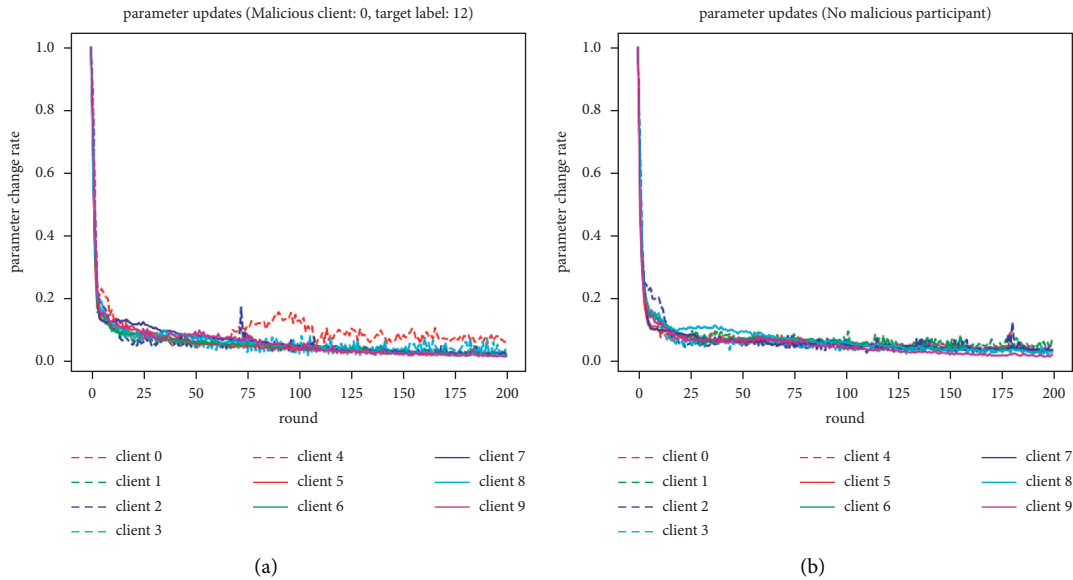 parameter updates (Malicious client: 0, target label: 12)
1.0
0.8
0.6
0.4
0.2
0.0
parameter change rate
0 25 50 75 100 125 150 175 200
round
client 0 client 4 client 7
client 1 client 5 client 8
client 2 client 6 client 9
client 3
(a)
parameter updates (No malicious participant)
1.0
0.8
0.6
0.4
0.2
0.0
parameter change rate
0 25 50 75 100 125 150 175 200
round
client 0 client 4 client 7
client 1 client 5 client 8
client 2 client 6 client 9
client 3
(b)